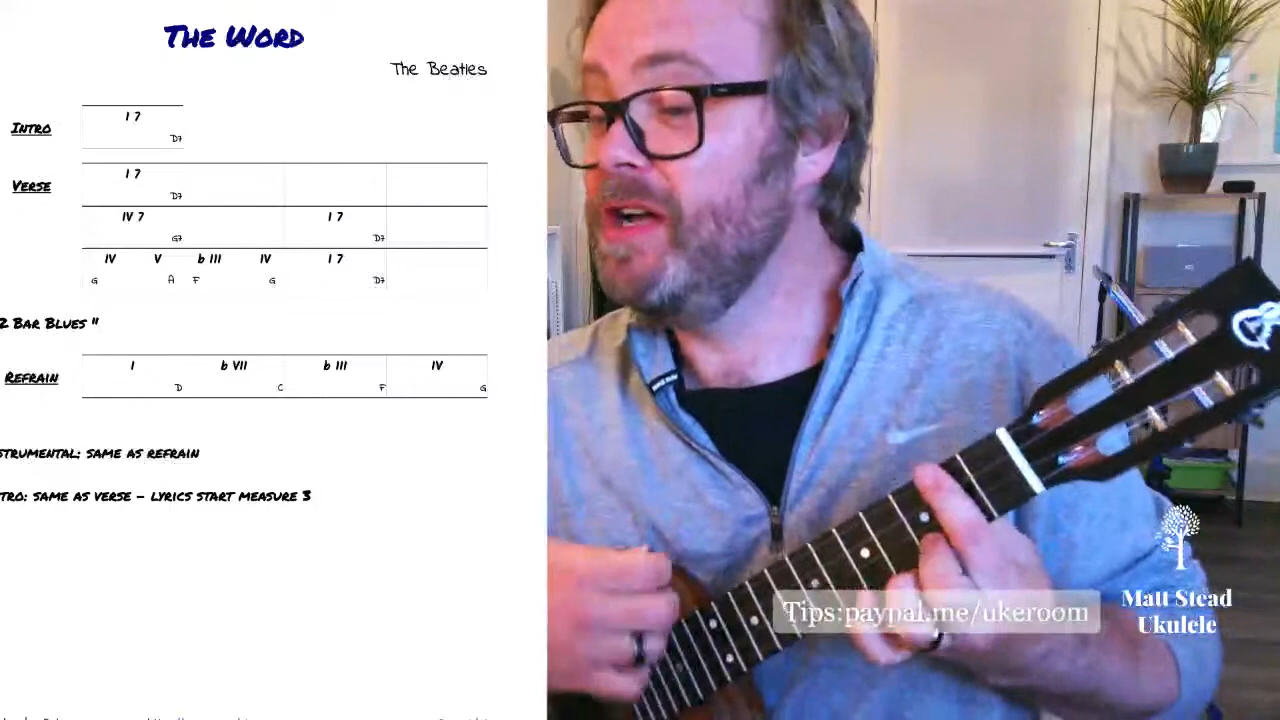 The Word
The Beatles
Intro
I 7
D7
Verse
I 7
D7
IV 7 I 7
G7 D7
IV V b III IV I 7
G A F G D7
2 Bar Blues "
Refrain
I b VII b III IV
D C F G
strumental: same as refrain
tro: same as verse - lyrics start measure 3
Tips:paypal.me/ukeroom
Matt Stead
Ukulele